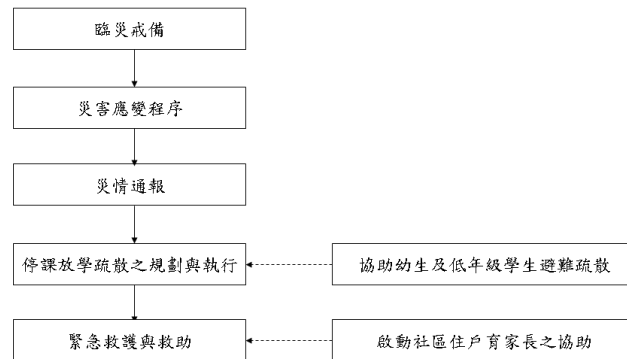 臨災戒備
災害應變程序
災情通報
停課放學疏散之規劃與執行
協助幼生及低年級學生避難疏散
緊急救護與救助
啟動社區住戶育家長之協助